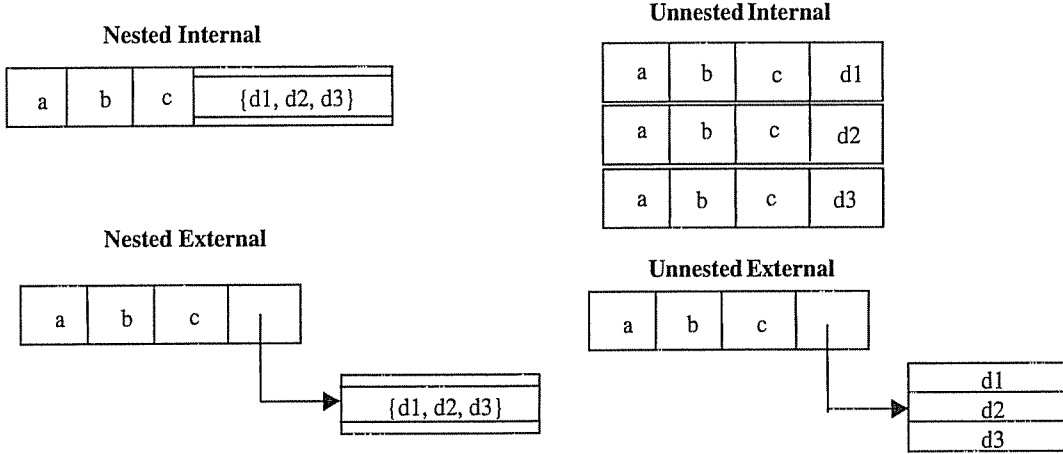 Nested Internal
a b c {d1, d2, d3}
Unnested Internal
a b c d1
a b c d2
a b c d3
Nested External
a b c
{d1, d2, d3}
Unnested External
a b c
d1
d2
d3